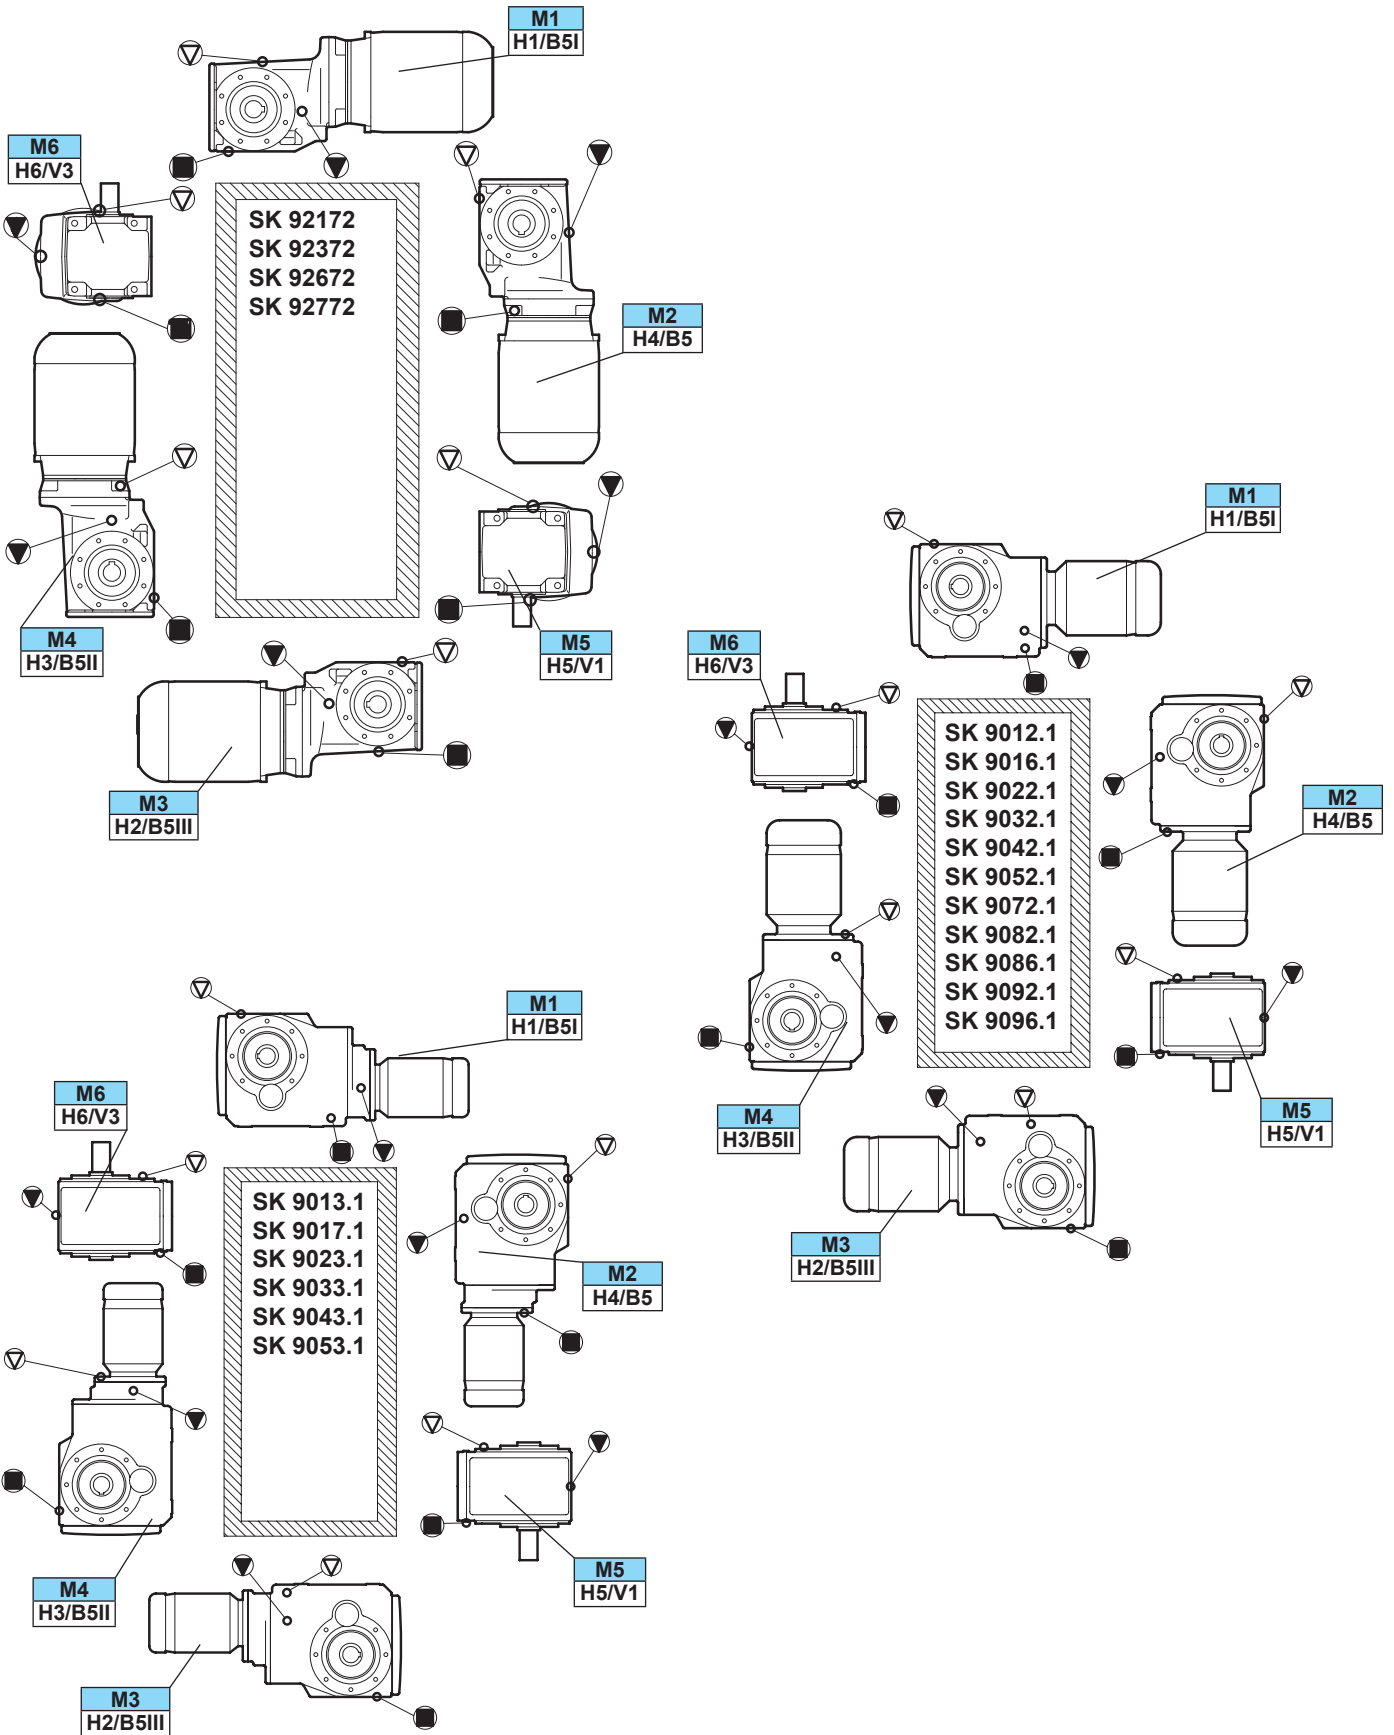 M1
H1/B5I
M6
H6/V3
SK 92172
SK 92372
SK 92672
SK 92772
M2
H4/B5
M4
H3/B5II
M5
H5/V1
M3
H2/B5III
M1
H1/B5I
M6
H6/V3
SK 9012.1
SK 9016.1
SK 9022.1
SK 9032.1
SK 9042.1
SK 9052.1
SK 9072.1
SK 9082.1
SK 9086.1
SK 9092.1
SK 9096.1
M2
H4/B5
M4
H3/B5II
M5
H5/V1
M3
H2/B5III
M1
H1/B5I
M6
H6/V3
SK 9013.1
SK 9017.1
SK 9023.1
SK 9033.1
SK 9043.1
SK 9053.1
M2
H4/B5
M4
H3/B5II
M5
H5/V1
M3
H2/B5III